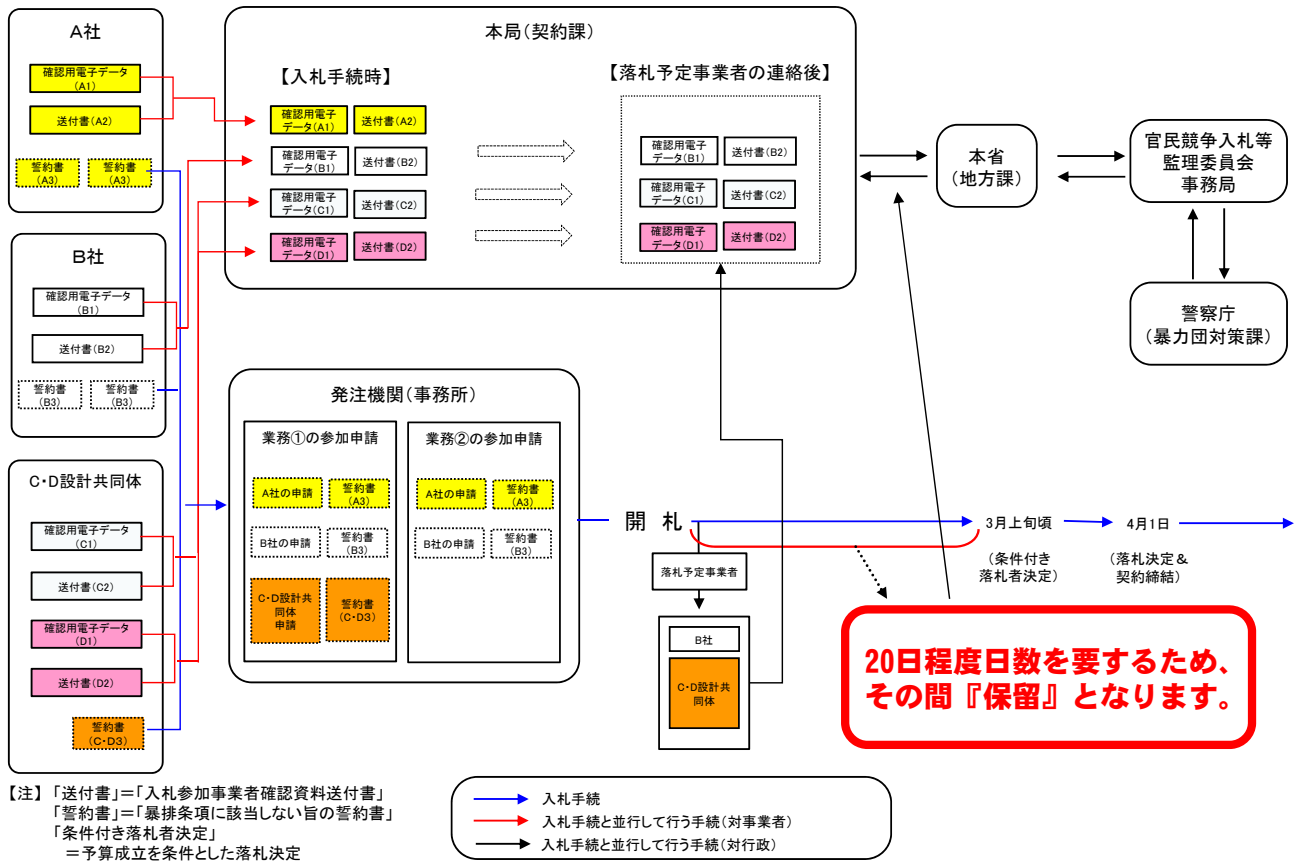 A社
確認用電子データ
(A1)
送付書(A2)
誓約書
(A3)
誓約書
(A3)
B社
確認用電子データ
(B1)
送付書(B2)
誓約書
(B3)
誓約書
(B3)
C・D設計共同体
確認用電子データ
(C1)
送付書(C2)
確認用電子データ
(D1)
送付書(D2)
誓約書
(C・D3)
本局(契約課)
【入札手続時】
確認用電子
データ(A1)
送付書(A2)
確認用電子
データ(B1)
送付書(B2)
確認用電子
データ(C1)
送付書(C2)
確認用電子
データ(D1)
送付書(D2)
【落札予定事業者の連絡後】
確認用電子
データ(B1)
送付書(B2)
確認用電子
データ(C1)
送付書(C2)
確認用電子
データ(D1)
送付書(D2)
本省
(地方課)
官民競争入札等
監理委員会
事務局
警察庁
(暴力団対策課)
発注機関(事務所)
業務①の参加申請
A社の申請
誓約書
(A3)
B社の申請
誓約書
(B3)
C・D設計共
同体
申請
誓約書
(C・D3)
業務②の参加申請
A社の申請
誓約書
(A3)
B社の申請
誓約書
(B3)
開 札
3月上旬頃
4月1日
(条件付き
落札者決定)
(落札決定&
契約締結)
落札予定事業者
B社
C・D設計共
同体
20日程度日数を要するため、
その間『保留』となります。
【注】「送付書」=「入札参加事業者確認資料送付書」
「誓約書」=「暴排条項に該当しない旨の誓約書」
「条件付き落札者決定」
=予算成立を条件とした落札決定
入札手続
入札手続と並行して行う手続(対事業者)
入札手続と並行して行う手続(対行政)